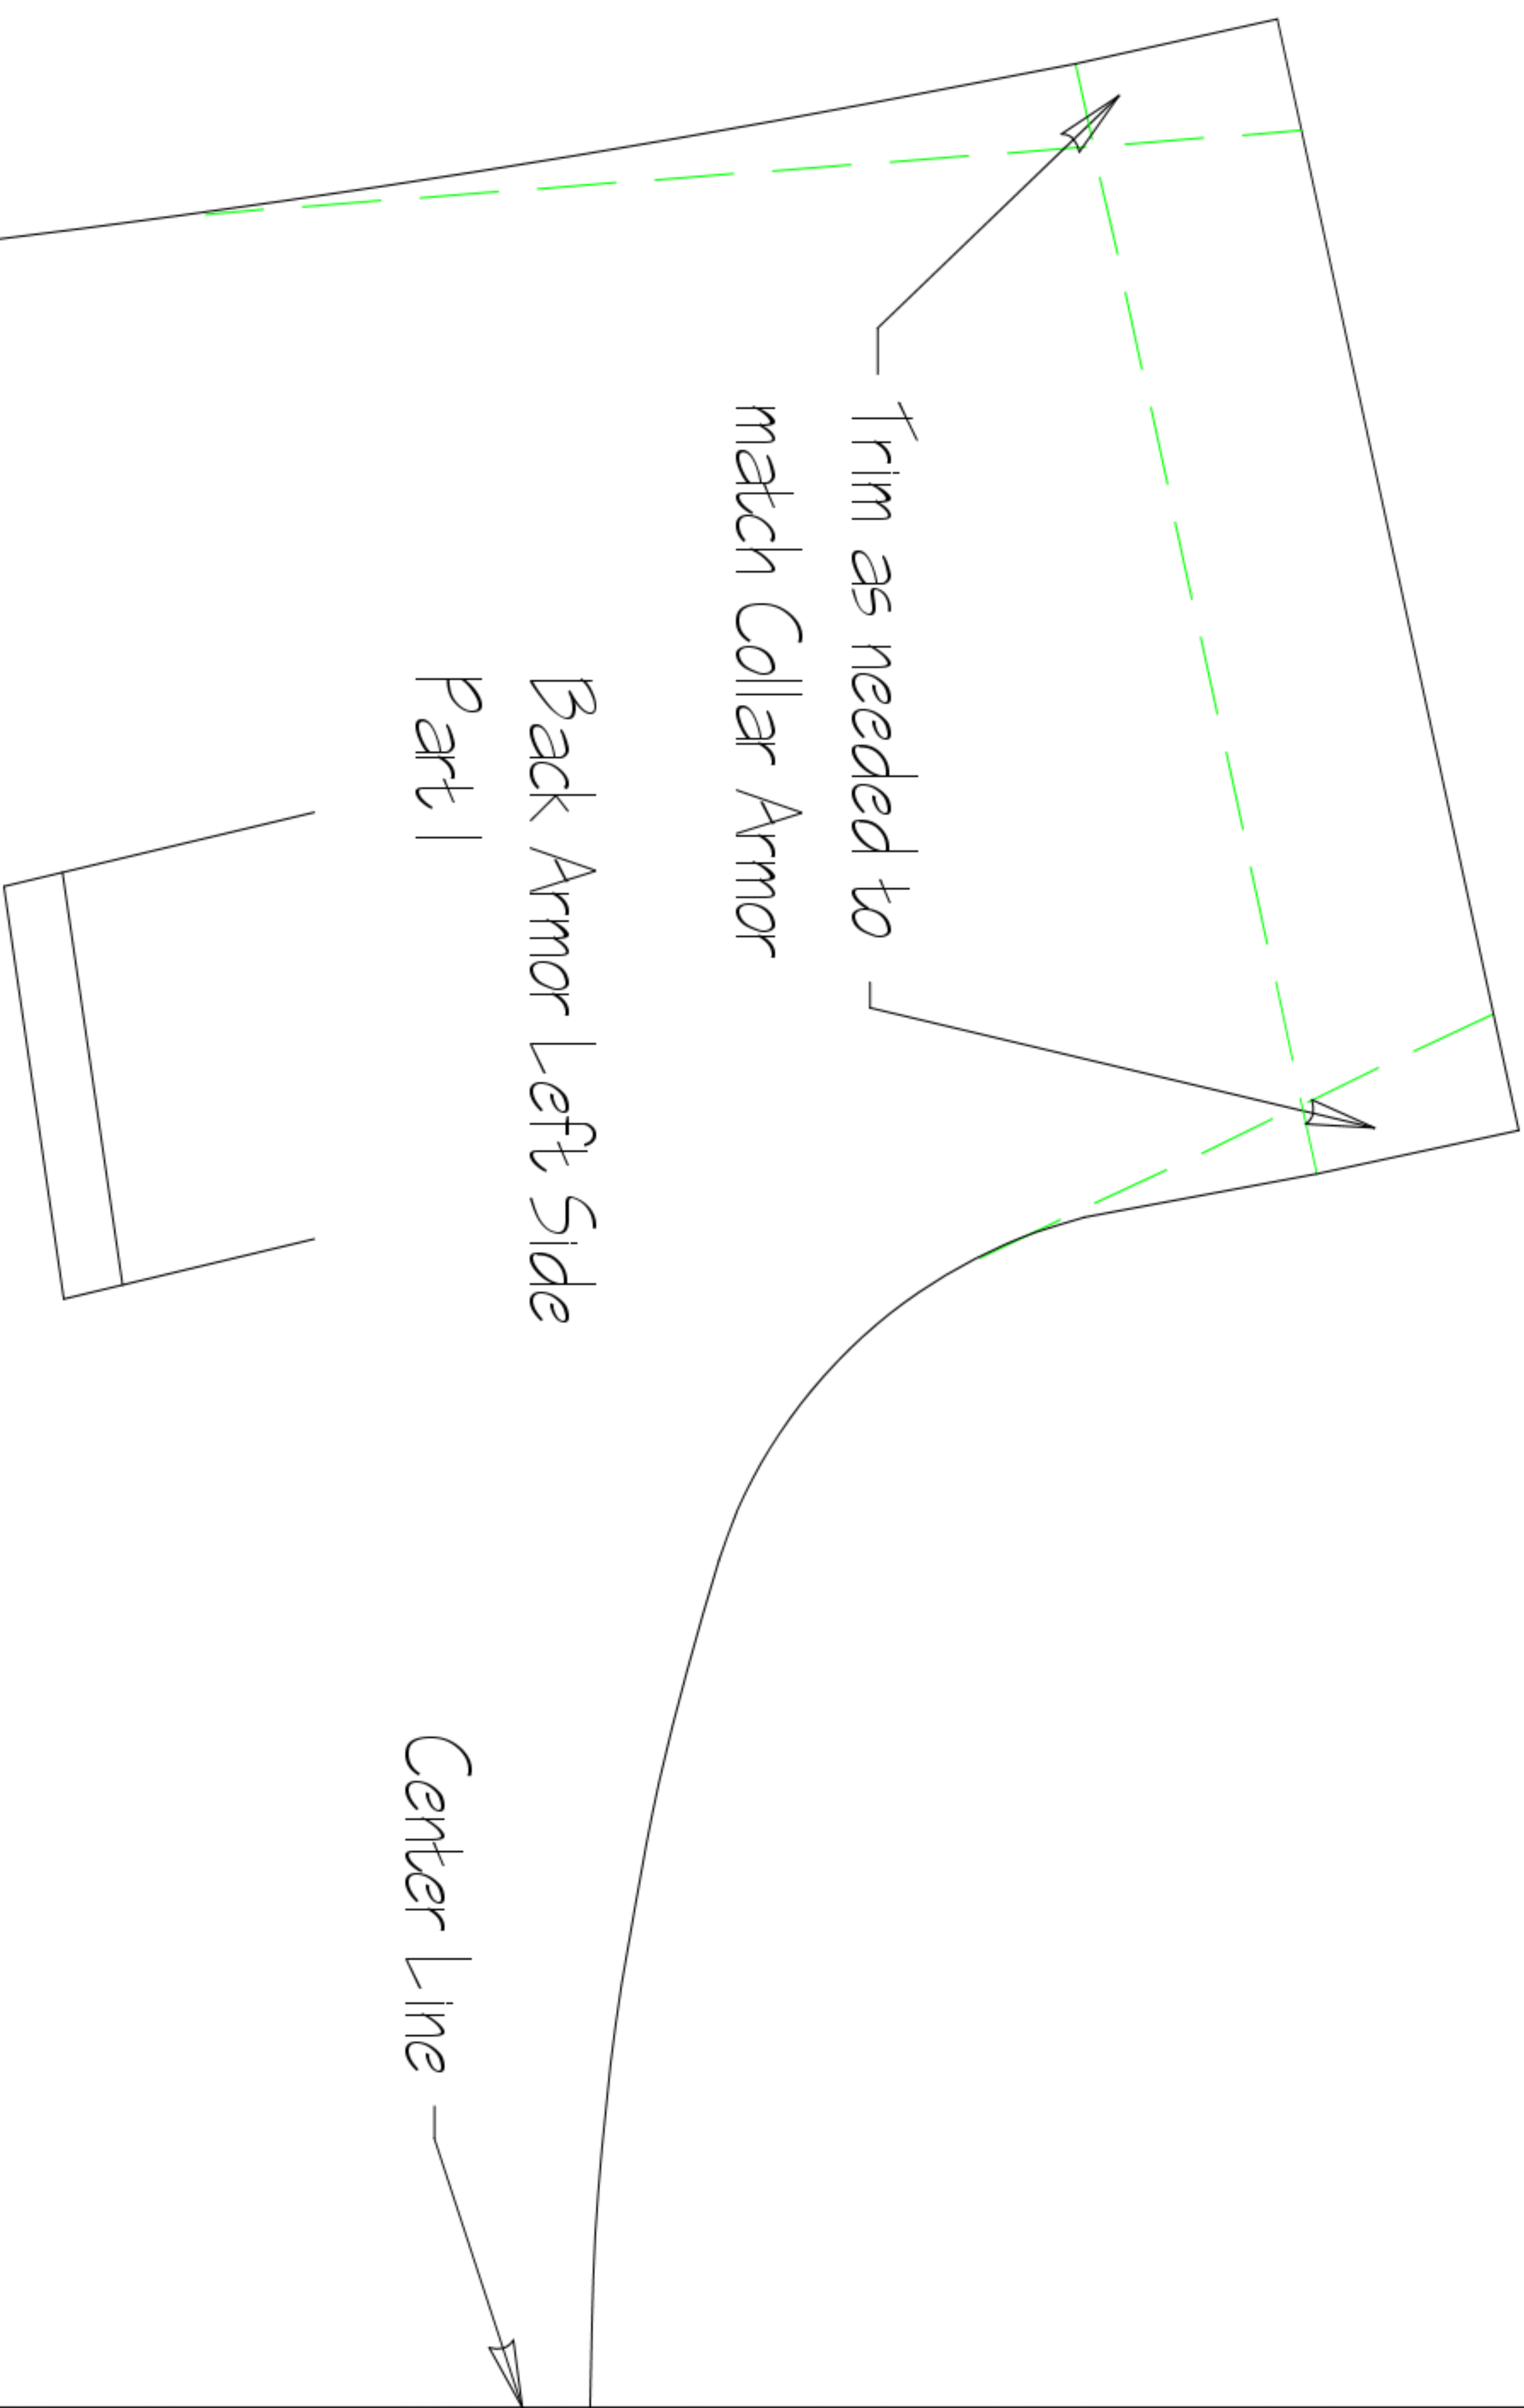 Trim as needed to
match Collar Armor
Back Armor Left Side
Part 1
Center Line